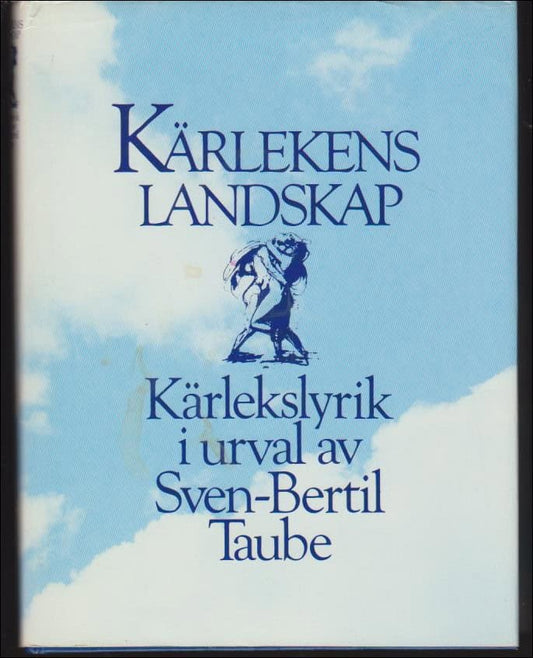 KÄRLEKENS
LANDSKAP
Kärlekslyrik
i urval av
Sven-Bertil
Taube